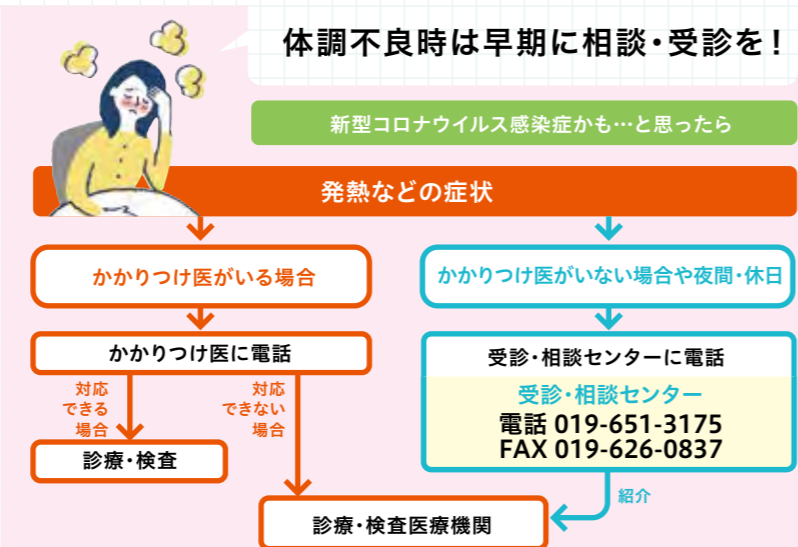 体調不良時は早期に相談・受診を！
新型コロナウイルス感染症かも…と思ったら
発熱などの症状
かかりつけ医がいる場合
かかりつけ医に電話
対応
できる
場合
対応
できない
場合
診療・検査
かかりつけ医がいない場合や夜間・休日
受診・相談センターに電話
受診・相談センター
電話 019-651-3175
FAX 019-626-0837
紹介
診療・検査医療機関